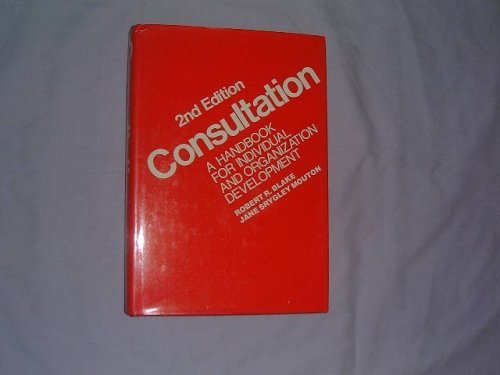 2nd Edition
Consultation
A HANDBOOK
FOR INDIVIDUAL
AND ORGANIZATION
DEVELOPMENT
ROBERT R. BLAKE
JANE SRYGLEY MOUTON